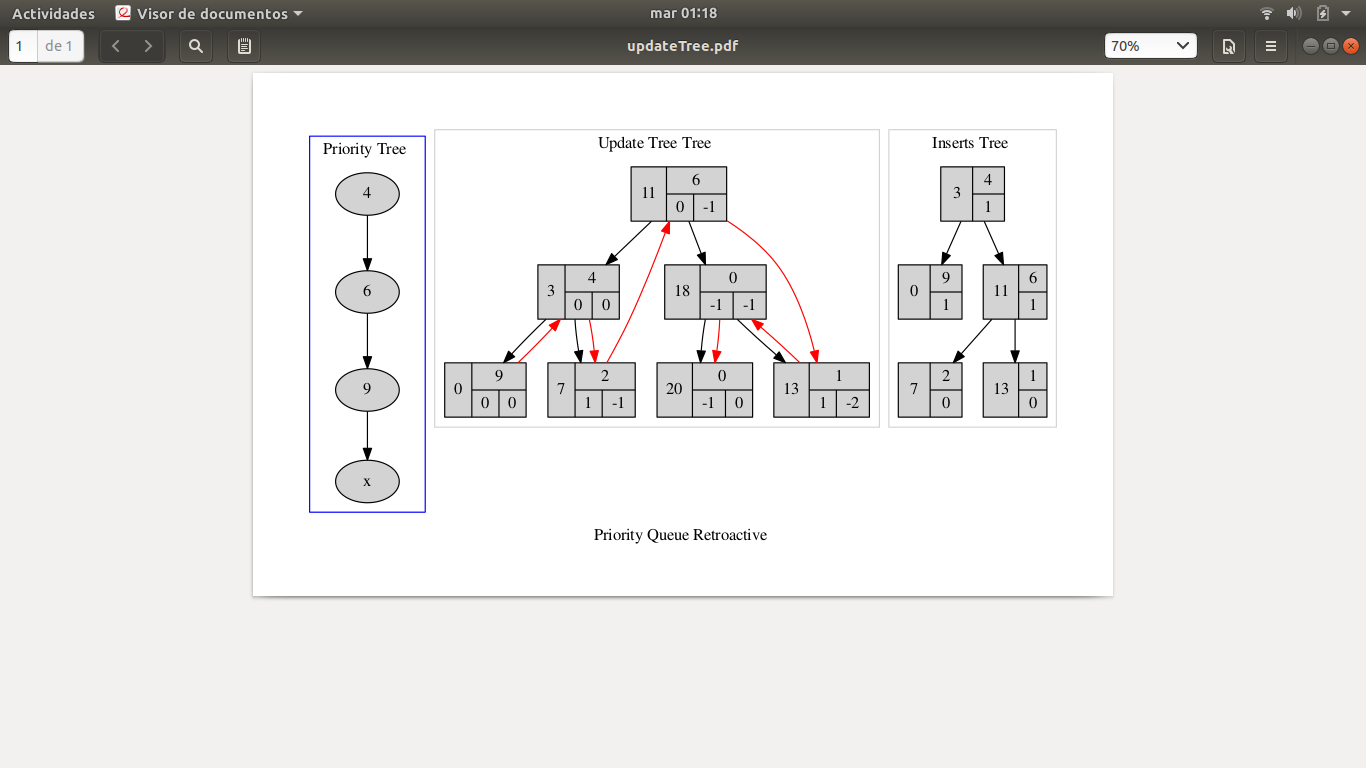 Actividades Visor de documentos mar 01:18
1 de 1 updateTree.pdf 70%
Priority Tree
4
6
9
x
Update Tree Tree
11 6 0 -1
3 4 0 0
18 0 -1 -1
0 9 0 0
7 2 1 -1
20 0 -1 0
13 1 1 -2
Inserts Tree
3 4 1
0 9 1
11 6 1
7 2 0
13 1 0
Priority Queue Retroactive